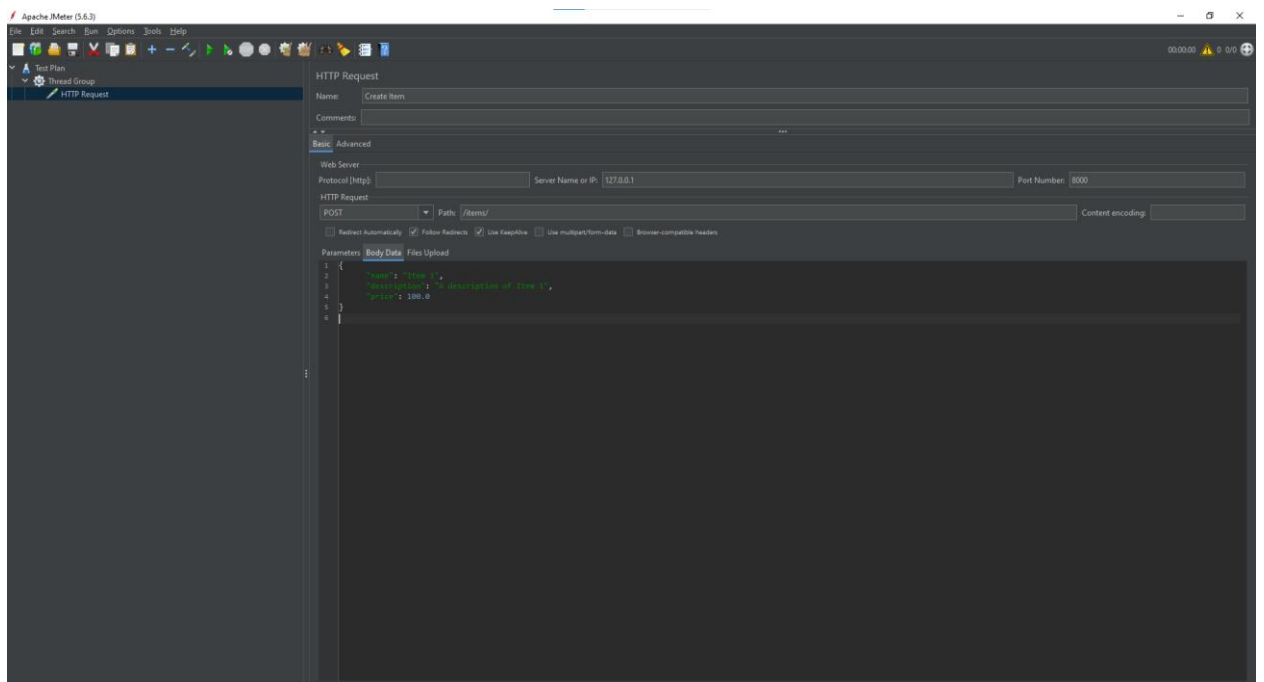 Apache JMeter (5.6.3)
File Edit Search Run Options Tools Help
00:00:00 0 0/0
Test Plan
Thread Group
HTTP Request
HTTP Request
Name: Create Item
Comments:
Basic Advanced
Web Server
Protocol [http]: Server Name or IP: 127.0.0.1 Port Number: 8000
HTTP Request
POST Path: /items/ Content encoding:
Redirect Automatically Follow Redirects Use KeepAlive Use multipart/form-data Browser-compatible headers
Parameters Body Data Files Upload
1 {
2 "name": "Item 1",
3 "description": "A description of Item 1",
4 "price": 100.0
5 }
6